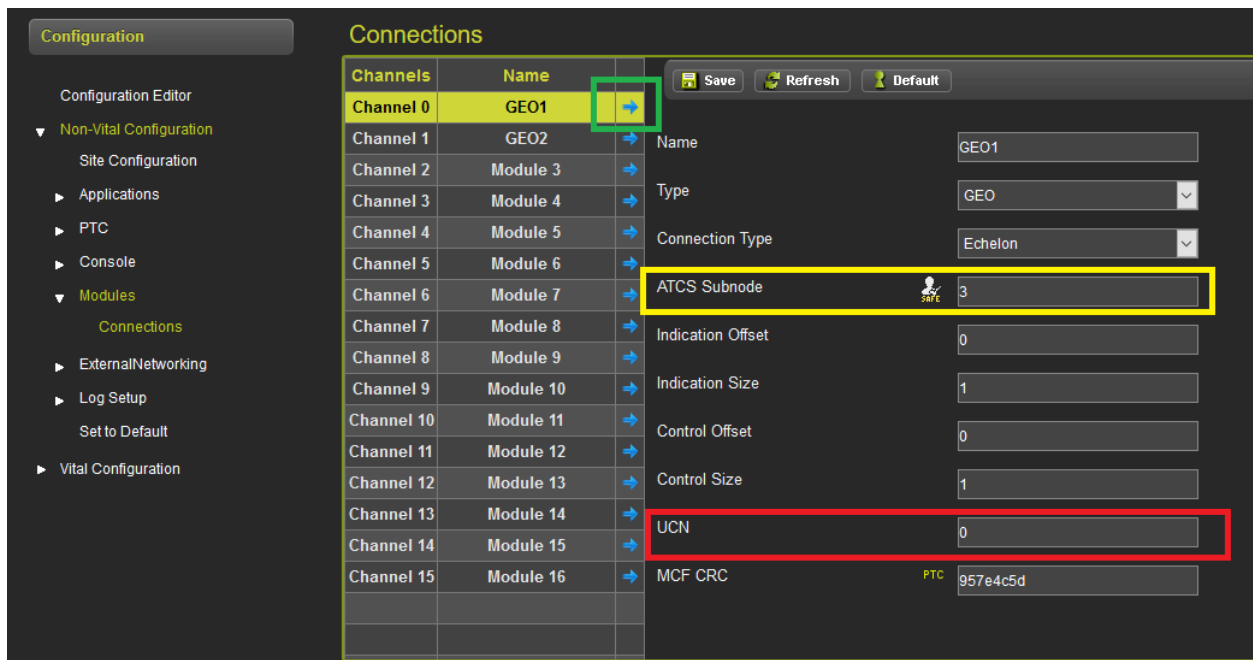 Configuration
Configuration Editor
Non-Vital Configuration
Site Configuration
Applications
PTC
Console
Modules
Connections
ExternalNetworking
Log Setup
Set to Default
Vital Configuration
Connections
Channels Name
Channel 0 GEO1
Channel 1 GEO2
Channel 2 Module 3
Channel 3 Module 4
Channel 4 Module 5
Channel 5 Module 6
Channel 6 Module 7
Channel 7 Module 8
Channel 8 Module 9
Channel 9 Module 10
Channel 10 Module 11
Channel 11 Module 12
Channel 12 Module 13
Channel 13 Module 14
Channel 14 Module 15
Channel 15 Module 16
Save Refresh Default
Name GEO1
Type GEO
Connection Type Echelon
ATCS Subnode SAFE 3
Indication Offset 0
Indication Size 1
Control Offset 0
Control Size 1
UCN 0
MCF CRC PTC 957e4c5d